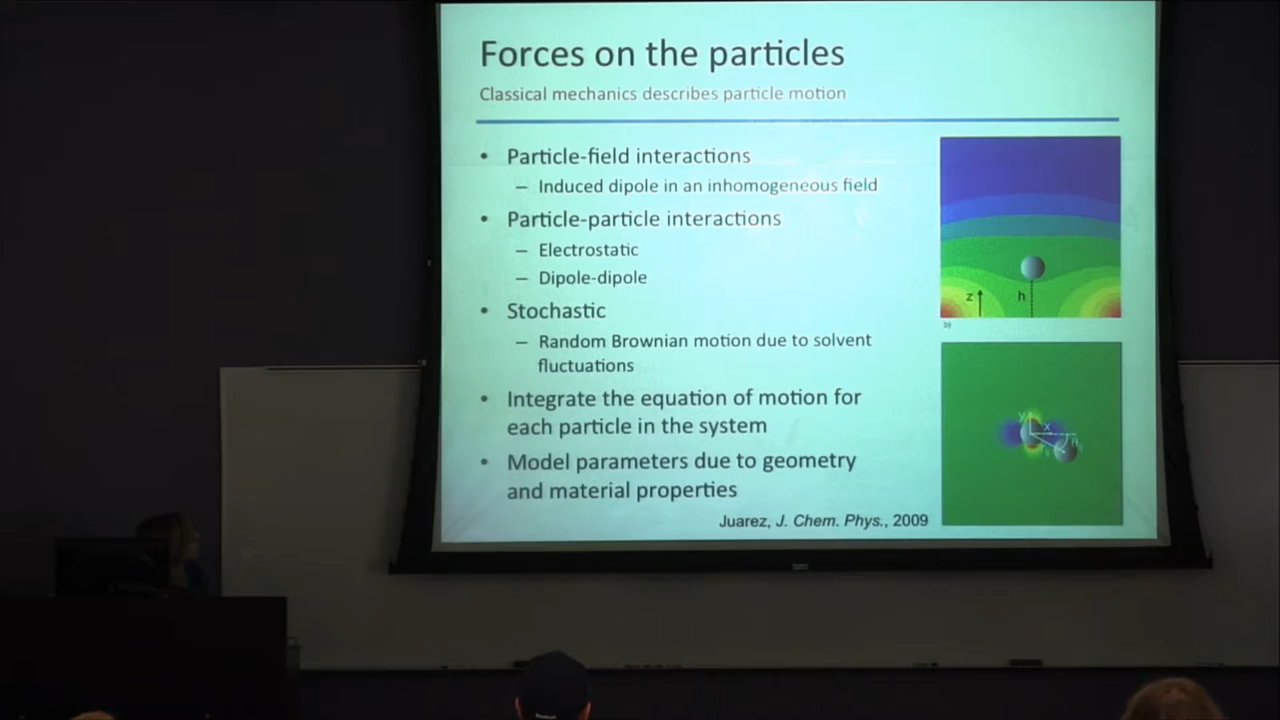 Forces on the particles
Classical mechanics describes particle motion
• Particle-field interactions
– Induced dipole in an inhomogeneous field
• Particle-particle interactions
– Electrostatic
– Dipole-dipole
• Stochastic
– Random Brownian motion due to solvent
fluctuations
• Integrate the equation of motion for
each particle in the system
• Model parameters due to geometry
and material properties
Juarez, J. Chem. Phys., 2009
z
h
b)
y
x